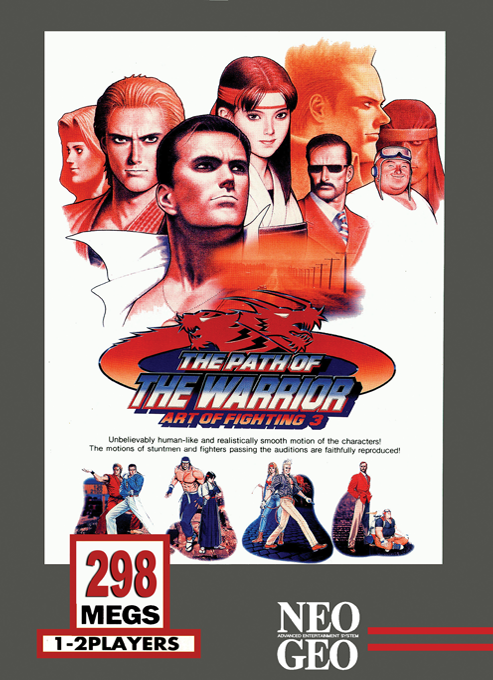 THE PATH OF
THE WARRIOR
ART OF FIGHTING 3
Unbelievably human-like and realistically smooth motion of the characters!
The motions of stuntmen and fighters passing the auditions are faithfully reproduced!
298
MEGS
1-2PLAYERS
NEO
ADVANCED ENTERTAINMENT SYSTEM
GEO